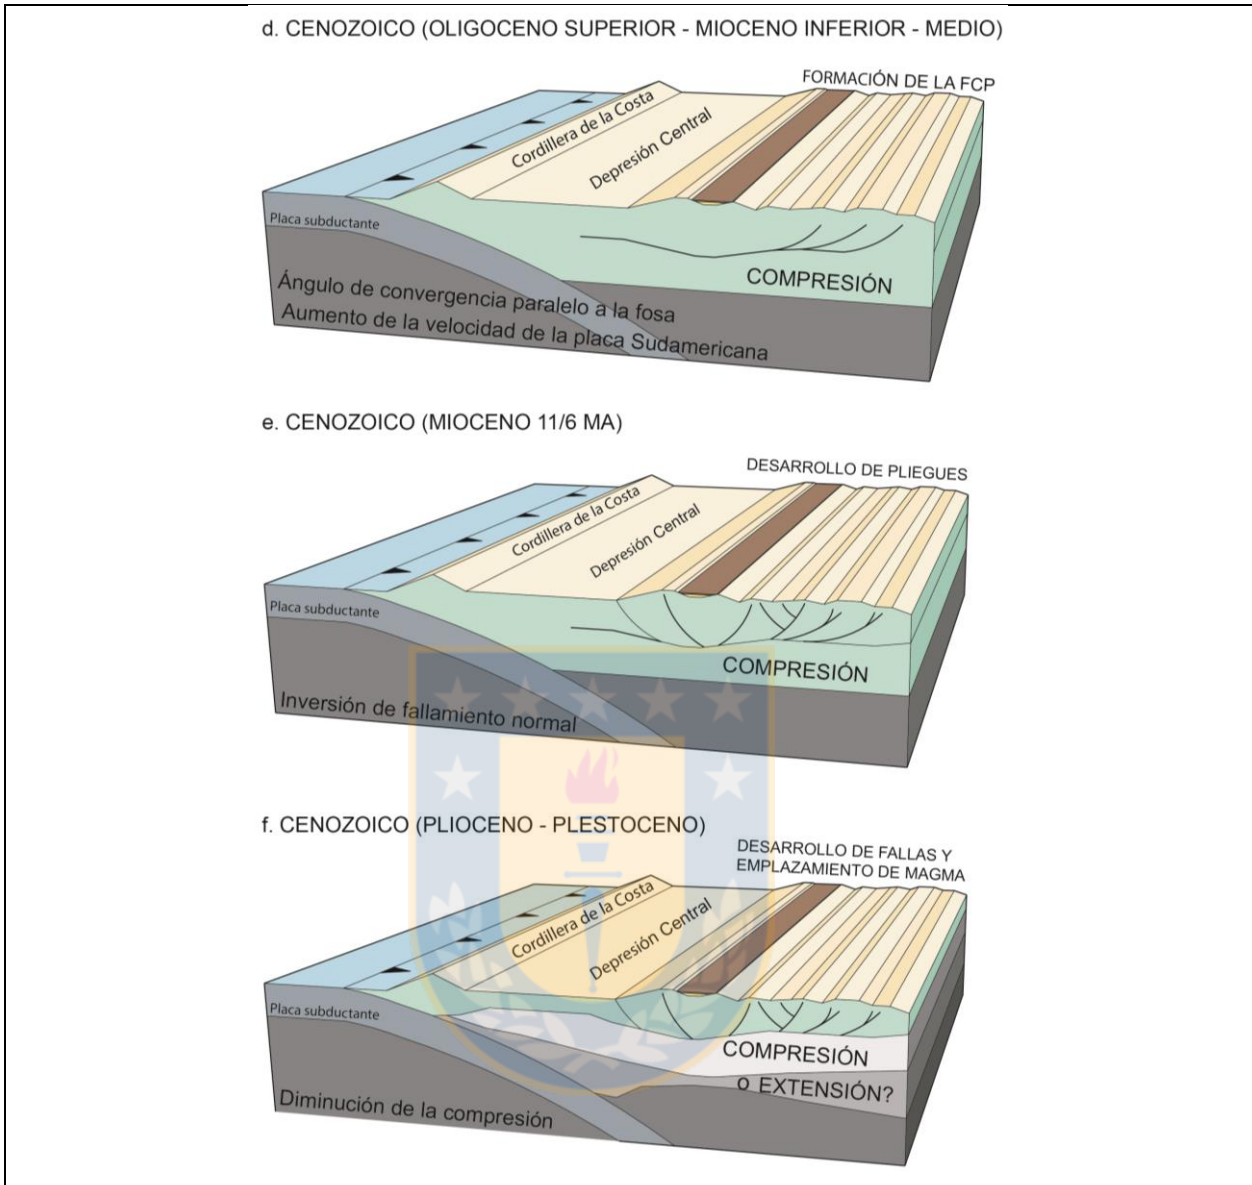 d. CENOZOICO (OLIGOCENO SUPERIOR - MIOCENO INFERIOR - MEDIO)
FORMACIÓN DE LA FCP
Cordillera de la Costa
Depresión Central
Placa subductante
COMPRESIÓN
Ángulo de convergencia paralelo a la fosa
Aumento de la velocidad de la placa Sudamericana
e. CENOZOICO (MIOCENO 11/6 MA)
DESARROLLO DE PLIEGUES
Cordillera de la Costa
Depresión Central
Placa subductante
COMPRESIÓN
Inversión de fallamiento normal
f. CENOZOICO (PLIOCENO - PLESTOCENO)
DESARROLLO DE FALLAS Y
EMPLAZAMIENTO DE MAGMA
Cordillera de la Costa
Depresión Central
Placa subductante
COMPRESIÓN
o EXTENSIÓN?
Diminución de la compresión